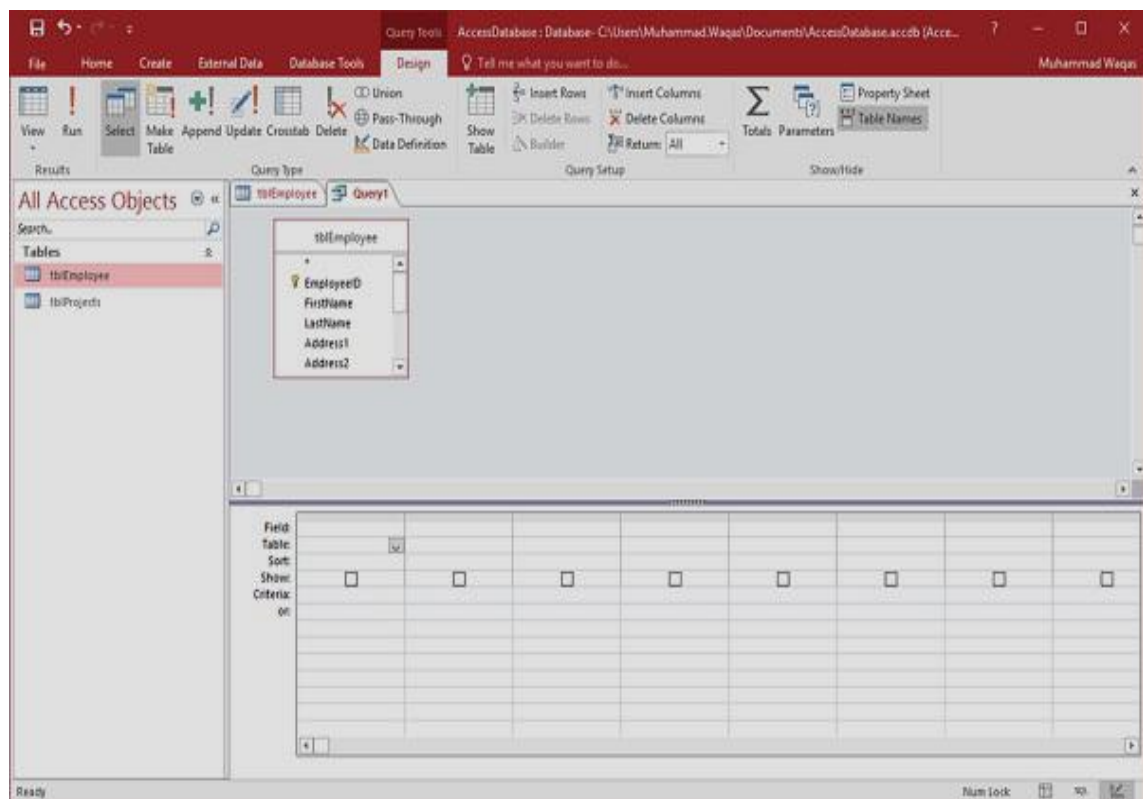 Query Tools
AccessDatabase : Database- C:\Users\Muhammad.Waqas\Documents\AccessDatabase.accdb (Acce...
?
File Home Create External Data Database Tools Design Tell me what you want to do...
Muhammad Waqas
View Run Select Make Table Append Update Crosstab Delete
Union
Pass-Through
Data Definition
Show Table
Insert Rows
Delete Rows
Builder
Insert Columns
Delete Columns
Return: All
Totals Parameters
Property Sheet
Table Names
Results Query Type Query Setup Show/Hide
All Access Objects
Search...
Tables
tblEmployee
tblProjects
tblEmployee Query1
tblEmployee
*
EmployeeID
FirstName
LastName
Address1
Address2
Field:
Table:
Sort:
Show:
Criteria:
or:
Ready
Num Lock SQL